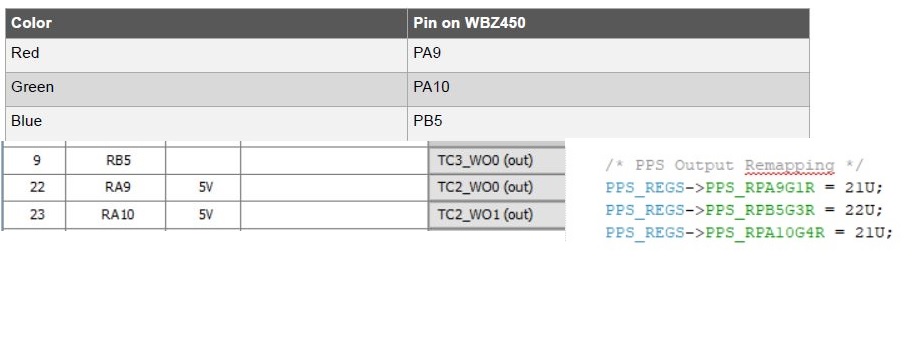 Color Pin on WBZ450
Red PA9
Green PA10
Blue PB5
9 RB5 TC3_WO0 (out)
22 RA9 5V TC2_WO0 (out)
23 RA10 5V TC2_WO1 (out)
/* PPS Output Remapping */
PPS_REGS->PPS_RPA9G1R = 21U;
PPS_REGS->PPS_RPB5G3R = 22U;
PPS_REGS->PPS_RPA10G4R = 21U;